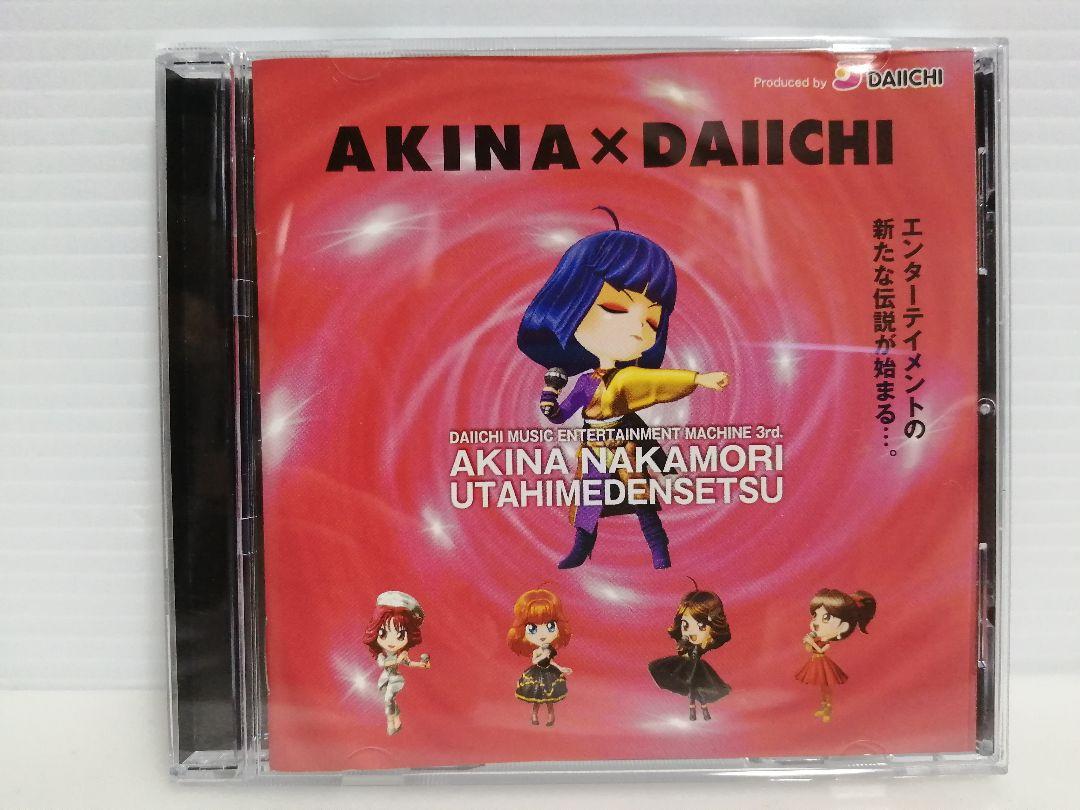 Produced by DAIICHI
AKINA×DAIICHI
エンターテイメントの
新たな伝説が始まる…。
DAIICHI MUSIC ENTERTAINMENT MACHINE 3rd.
AKINA NAKAMORI
UTAHIMEDENSETSU